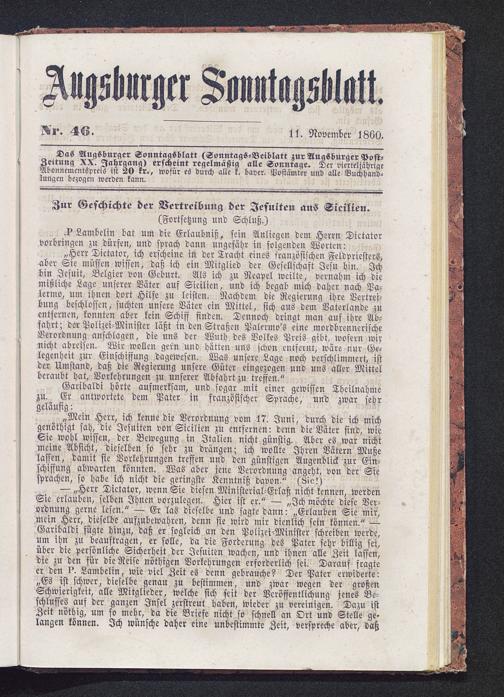 Augsburger Sonntagsblatt.
Nr. 46.
11. November 1860.
Das Augsburger Sonntagsblatt (Sonntags-Beiblatt zur Augsburger Post-
Zeitung XX. Jahrgang) erscheint regelmäßig alle Sonntage. Der vierteljährige
Abonnementspreis ist 20 kr., wofür es durch alle k. bayer. Postämter und alle Buchhand-
lungen bezogen werden kann.
Zur Geschichte der Vertreibung der Jesuiten aus Sicilien.
(Fortsetzung und Schluß.)
P. Lambelin bat um die Erlaubniß, sein Anliegen dem Herrn Dictator
vorbringen zu dürfen, und sprach dann ungefähr in folgenden Worten:
„Herr Dictator, ich erscheine in der Tracht eines französischen Feldpriesters,
aber Sie müssen wissen, daß ich ein Mitglied der Gesellschaft Jesu bin. Ich
bin Jesuit, Belgier von Geburt. Als ich zu Neapel weilte, vernahm ich die
mißliche Lage unserer Väter auf Sicilien, und ich begab mich daher nach Pa-
lermo, um ihnen dort Hilfe zu leisten. Nachdem die Regierung ihre Vertrei-
bung beschlossen, suchten unsere Väter ein Mittel, sich aus dem Vaterlande zu
entfernen, konnten aber kein Schiff finden. Dennoch dringt man auf ihre Ab-
fahrt; der Polizei-Minister läßt in den Straßen Palermo's eine mordbrennerische
Verordnung anschlagen, die uns der Wuth des Volkes Preis gibt, wofern wir
nicht abreisen. Wir wollen gern und hätten uns schon entfernt, wäre nur Ge-
legenheit zur Einschiffung dagewesen. Was unsere Lage noch verschlimmert, ist
der Umstand, daß die Regierung unsere Güter eingezogen und uns aller Mittel
beraubt hat, Vorkehrungen zu unserer Abfahrt zu treffen.“
Garibaldi hörte aufmerksam, und sogar mit einer gewissen Theilnahme
zu. Er antwortete dem Pater in französischer Sprache, und zwar sehr
geläufig:
„Mein Herr, ich kenne die Verordnung vom 17. Juni, durch die ich mich
genöthigt sah, die Jesuiten von Sicilien zu entfernen: denn die Väter sind, wie
Sie wohl wissen, der Bewegung in Italien nicht günstig. Aber es war nicht
meine Absicht, dieselben so sehr zu drängen; ich wollte Ihren Vätern Muße
lassen, damit sie Vorkehrungen treffen und den günstigen Augenblick zur Ein-
schiffung abwarten könnten. Was aber jene Verordnung angeht, von der Sie
sprachen, so habe ich nicht die geringste Kenntniß davon.“ (Sic!)
— „Herr Dictator, wenn Sie diesen Ministerial-Erlaß nicht kennen, werden
Sie erlauben, selben Ihnen vorzulegen. Hier ist er.“ — „Ich möchte diese Ver-
ordnung gerne lesen.“ — Er las dieselbe und sagte dann: „Erlauben Sie mir,
mein Herr, dieselbe aufzubewahren, denn sie wird mir dienlich sein können.“ —
Garibaldi fügte hinzu, daß er sogleich an den Polizei-Minister schreiben werde,
um ihn zu beauftragen, er solle, da die Forderung des Pater sehr billig sei,
über die persönliche Sicherheit der Jesuiten wachen, und ihnen alle Zeit lassen,
die zu den für die Reise nöthigen Vorkehrungen erforderlich sei. Darauf fragte
er den P. Lambelin, wie viel Zeit es denn gebrauche? Der Pater erwiderte:
„Es ist schwer, dieselbe genau zu bestimmen, und zwar wegen der großen
Schwierigkeit, alle Mitglieder, welche sich seit der Veröffentlichung jenes Be-
schlusses auf der ganzen Insel zerstreut haben, wieder zu vereinigen. Dazu ist
Zeit nöthig, um so mehr, da die Briefe nicht so schnell an Ort und Stelle ge-
langen können. Ich wünsche daher eine unbestimmte Zeit, verspreche aber, daß